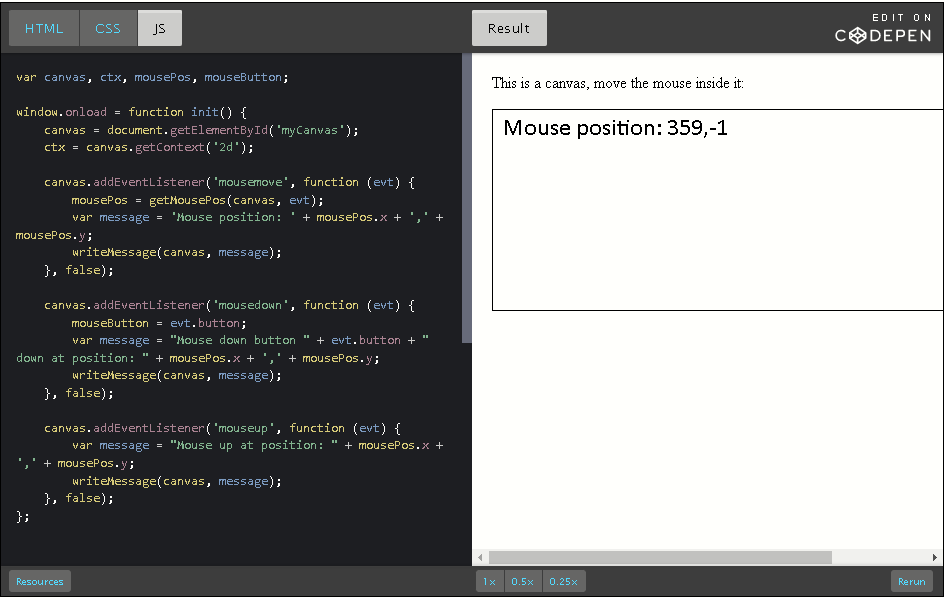 HTML CSS JS
Result
EDIT ON
CODEPEN
var canvas, ctx, mousePos, mouseButton;
window.onload = function init() {
canvas = document.getElementById('myCanvas');
ctx = canvas.getContext('2d');
canvas.addEventListener('mousemove', function (evt) {
mousePos = getMousePos(canvas, evt);
var message = 'Mouse position: ' + mousePos.x + ',' +
mousePos.y;
writeMessage(canvas, message);
}, false);
canvas.addEventListener('mousedown', function (evt) {
mouseButton = evt.button;
var message = "Mouse down button " + evt.button + "
down at position: " + mousePos.x + ',' + mousePos.y;
writeMessage(canvas, message);
}, false);
canvas.addEventListener('mouseup', function (evt) {
var message = "Mouse up at position: " + mousePos.x +
',' + mousePos.y;
writeMessage(canvas, message);
}, false);
};
This is a canvas, move the mouse inside it:
Mouse position: 359,-1
Resources
1x 0.5x 0.25x
Rerun